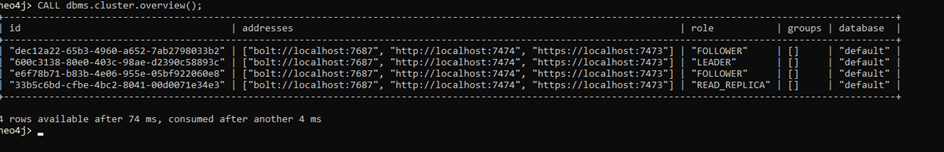 neo4j> CALL dbms.cluster.overview();
| id | addresses | role | groups | database |
| "dec12a22-65b3-4960-a652-7ab2798033b2" | ["bolt://localhost:7687", "http://localhost:7474", "https://localhost:7473"] | "FOLLOWER" | [] | "default" |
| "600c3138-80e0-403c-98ae-d2390c58893c" | ["bolt://localhost:7687", "http://localhost:7474", "https://localhost:7473"] | "LEADER" | [] | "default" |
| "e6f78b71-b83b-4e06-955e-05bf922060e8" | ["bolt://localhost:7687", "http://localhost:7474", "https://localhost:7473"] | "FOLLOWER" | [] | "default" |
| "33b5c6bd-cfbe-4bc2-8041-00d0071e34e3" | ["bolt://localhost:7687", "http://localhost:7474", "https://localhost:7473"] | "READ_REPLICA" | [] | "default" |
4 rows available after 74 ms, consumed after another 4 ms
neo4j>